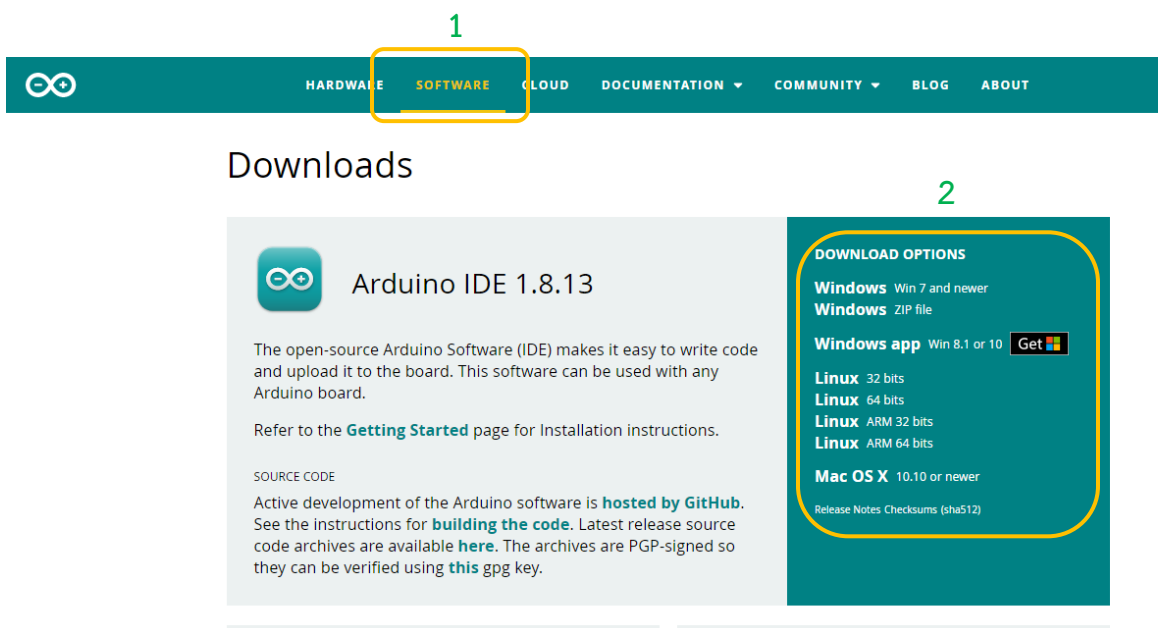 1
HARDWARE SOFTWARE CLOUD DOCUMENTATION COMMUNITY BLOG ABOUT
Downloads
2
Arduino IDE 1.8.13
The open-source Arduino Software (IDE) makes it easy to write code
and upload it to the board. This software can be used with any
Arduino board.
Refer to the Getting Started page for Installation instructions.
SOURCE CODE
Active development of the Arduino software is hosted by GitHub.
See the instructions for building the code. Latest release source
code archives are available here. The archives are PGP-signed so
they can be verified using this gpg key.
DOWNLOAD OPTIONS
Windows Win 7 and newer
Windows ZIP file
Windows app Win 8.1 or 10 Get
Linux 32 bits
Linux 64 bits
Linux ARM 32 bits
Linux ARM 64 bits
Mac OS X 10.10 or newer
Release Notes Checksums (sha512)